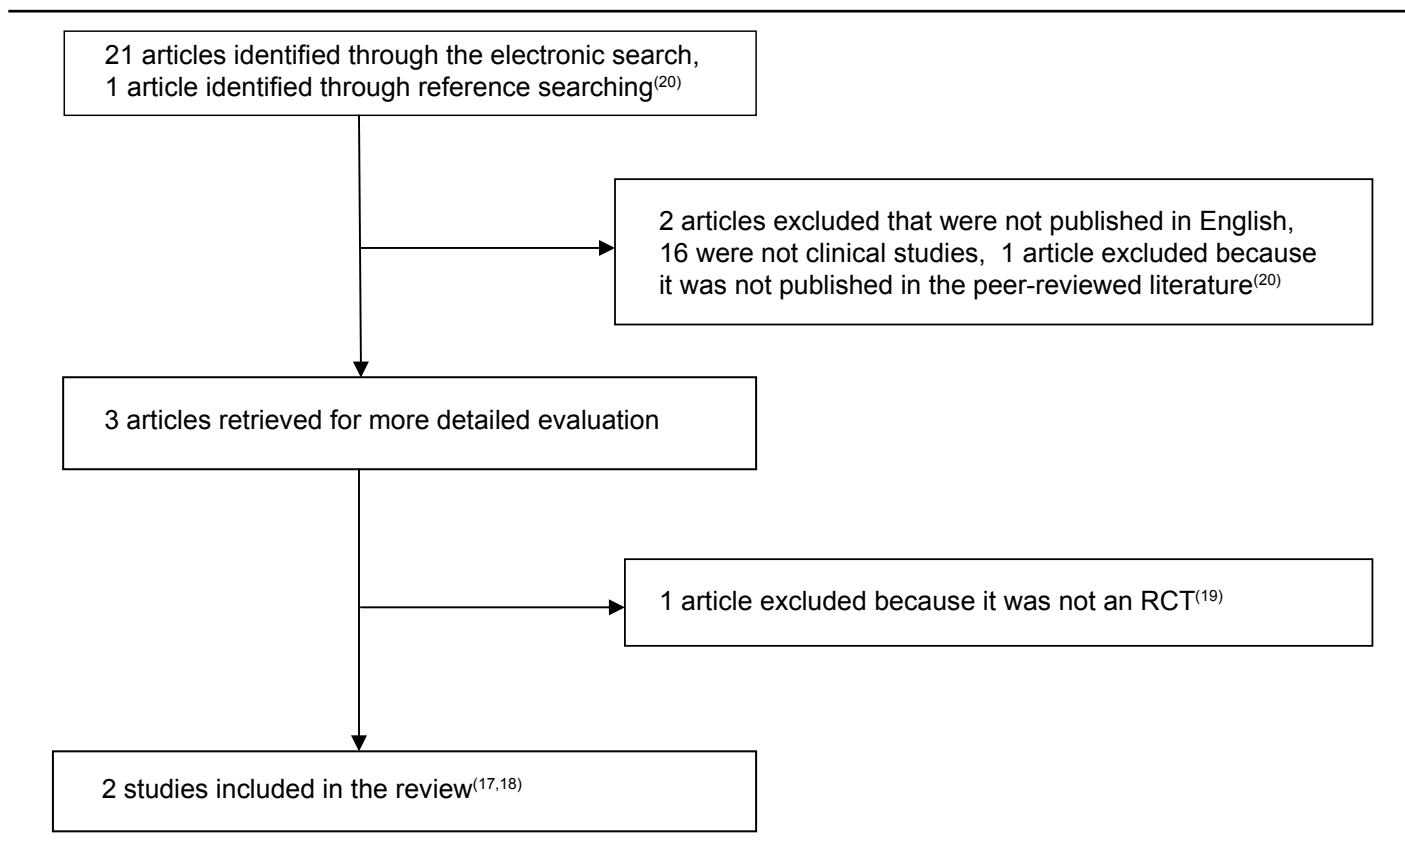 21 articles identified through the electronic search,
1 article identified through reference searching(20)
2 articles excluded that were not published in English,
16 were not clinical studies,  1 article excluded because
it was not published in the peer-reviewed literature(20)
3 articles retrieved for more detailed evaluation
1 article excluded because it was not an RCT(19)
2 studies included in the review(17,18)